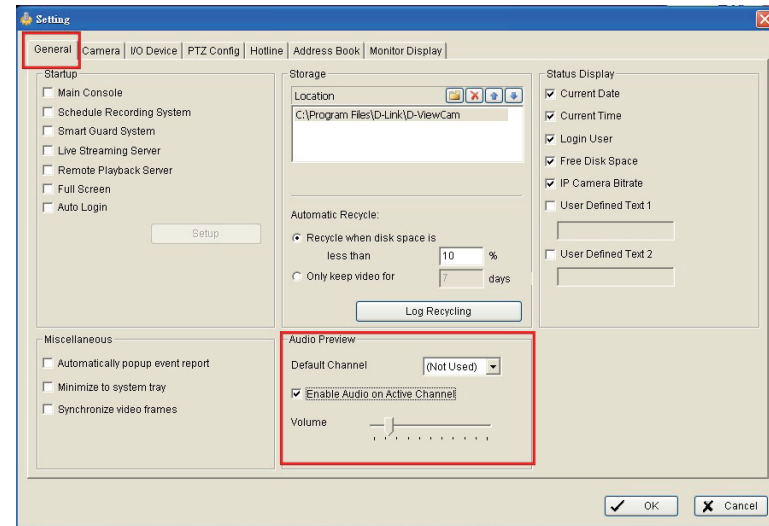 Setting
General
Camera
I/O Device
PTZ Config
Hotline
Address Book
Monitor Display
Startup
Main Console
Schedule Recording System
Smart Guard System
Live Streaming Server
Remote Playback Server
Full Screen
Auto Login
Setup
Storage
Location
C:\Program Files\D-Link\D-ViewCam
Automatic Recycle:
Recycle when disk space is
less than 10 %
Only keep video for 7 days
Log Recycling
Status Display
Current Date
Current Time
Login User
Free Disk Space
IP Camera Bitrate
User Defined Text 1
User Defined Text 2
Miscellaneous
Automatically popup event report
Minimize to system tray
Synchronize video frames
Audio Preview
Default Channel (Not Used)
Enable Audio on Active Channel
Volume
OK
Cancel